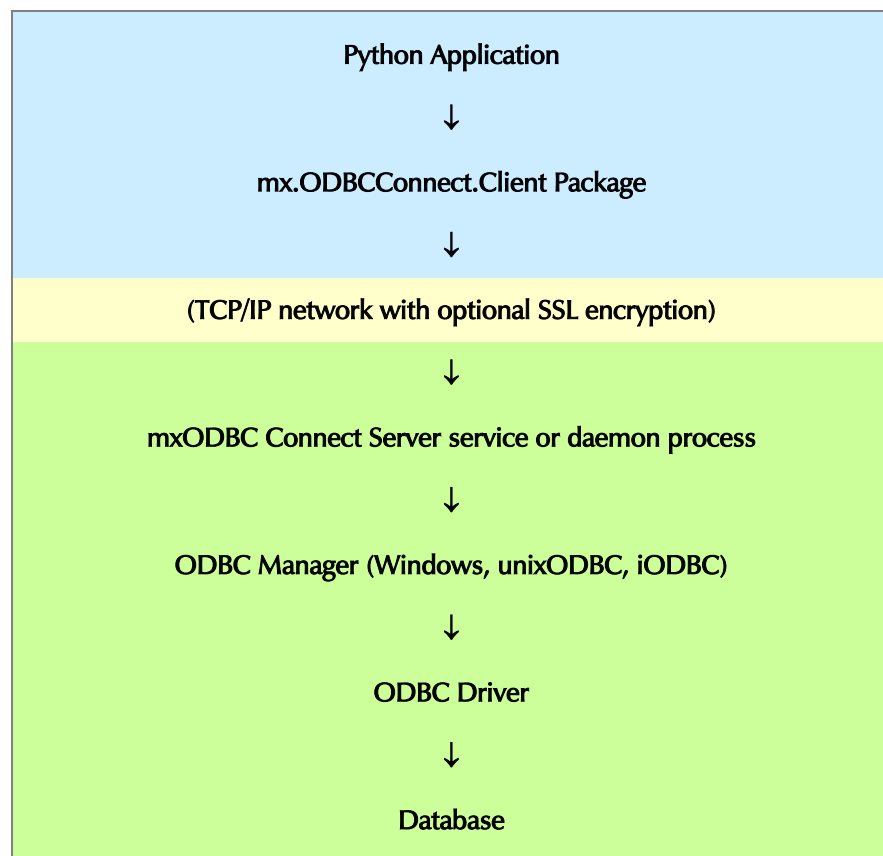 Python Application
↓
mx.ODBCConnect.Client Package
↓
(TCP/IP network with optional SSL encryption)
↓
mxODBC Connect Server service or daemon process
↓
ODBC Manager (Windows, unixODBC, iODBC)
↓
ODBC Driver
↓
Database